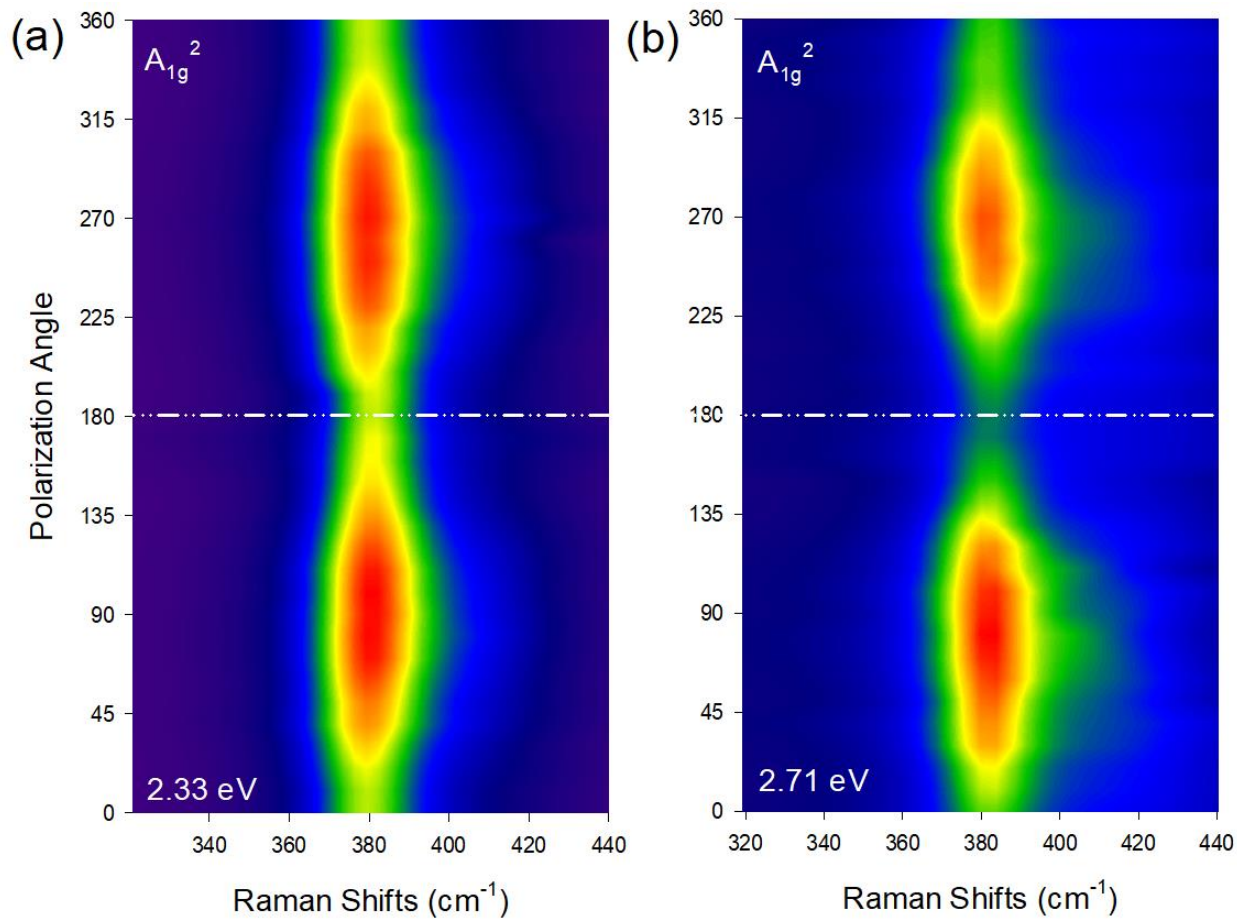 (a)
A1g²
2.33 eV
360
315
270
225
180
135
90
45
0
Polarization Angle
340 360 380 400 420 440
Raman Shifts (cm⁻¹)
(b)
A1g²
2.71 eV
360
315
270
225
180
135
90
45
0
320 340 360 380 400 420 440
Raman Shifts (cm⁻¹)